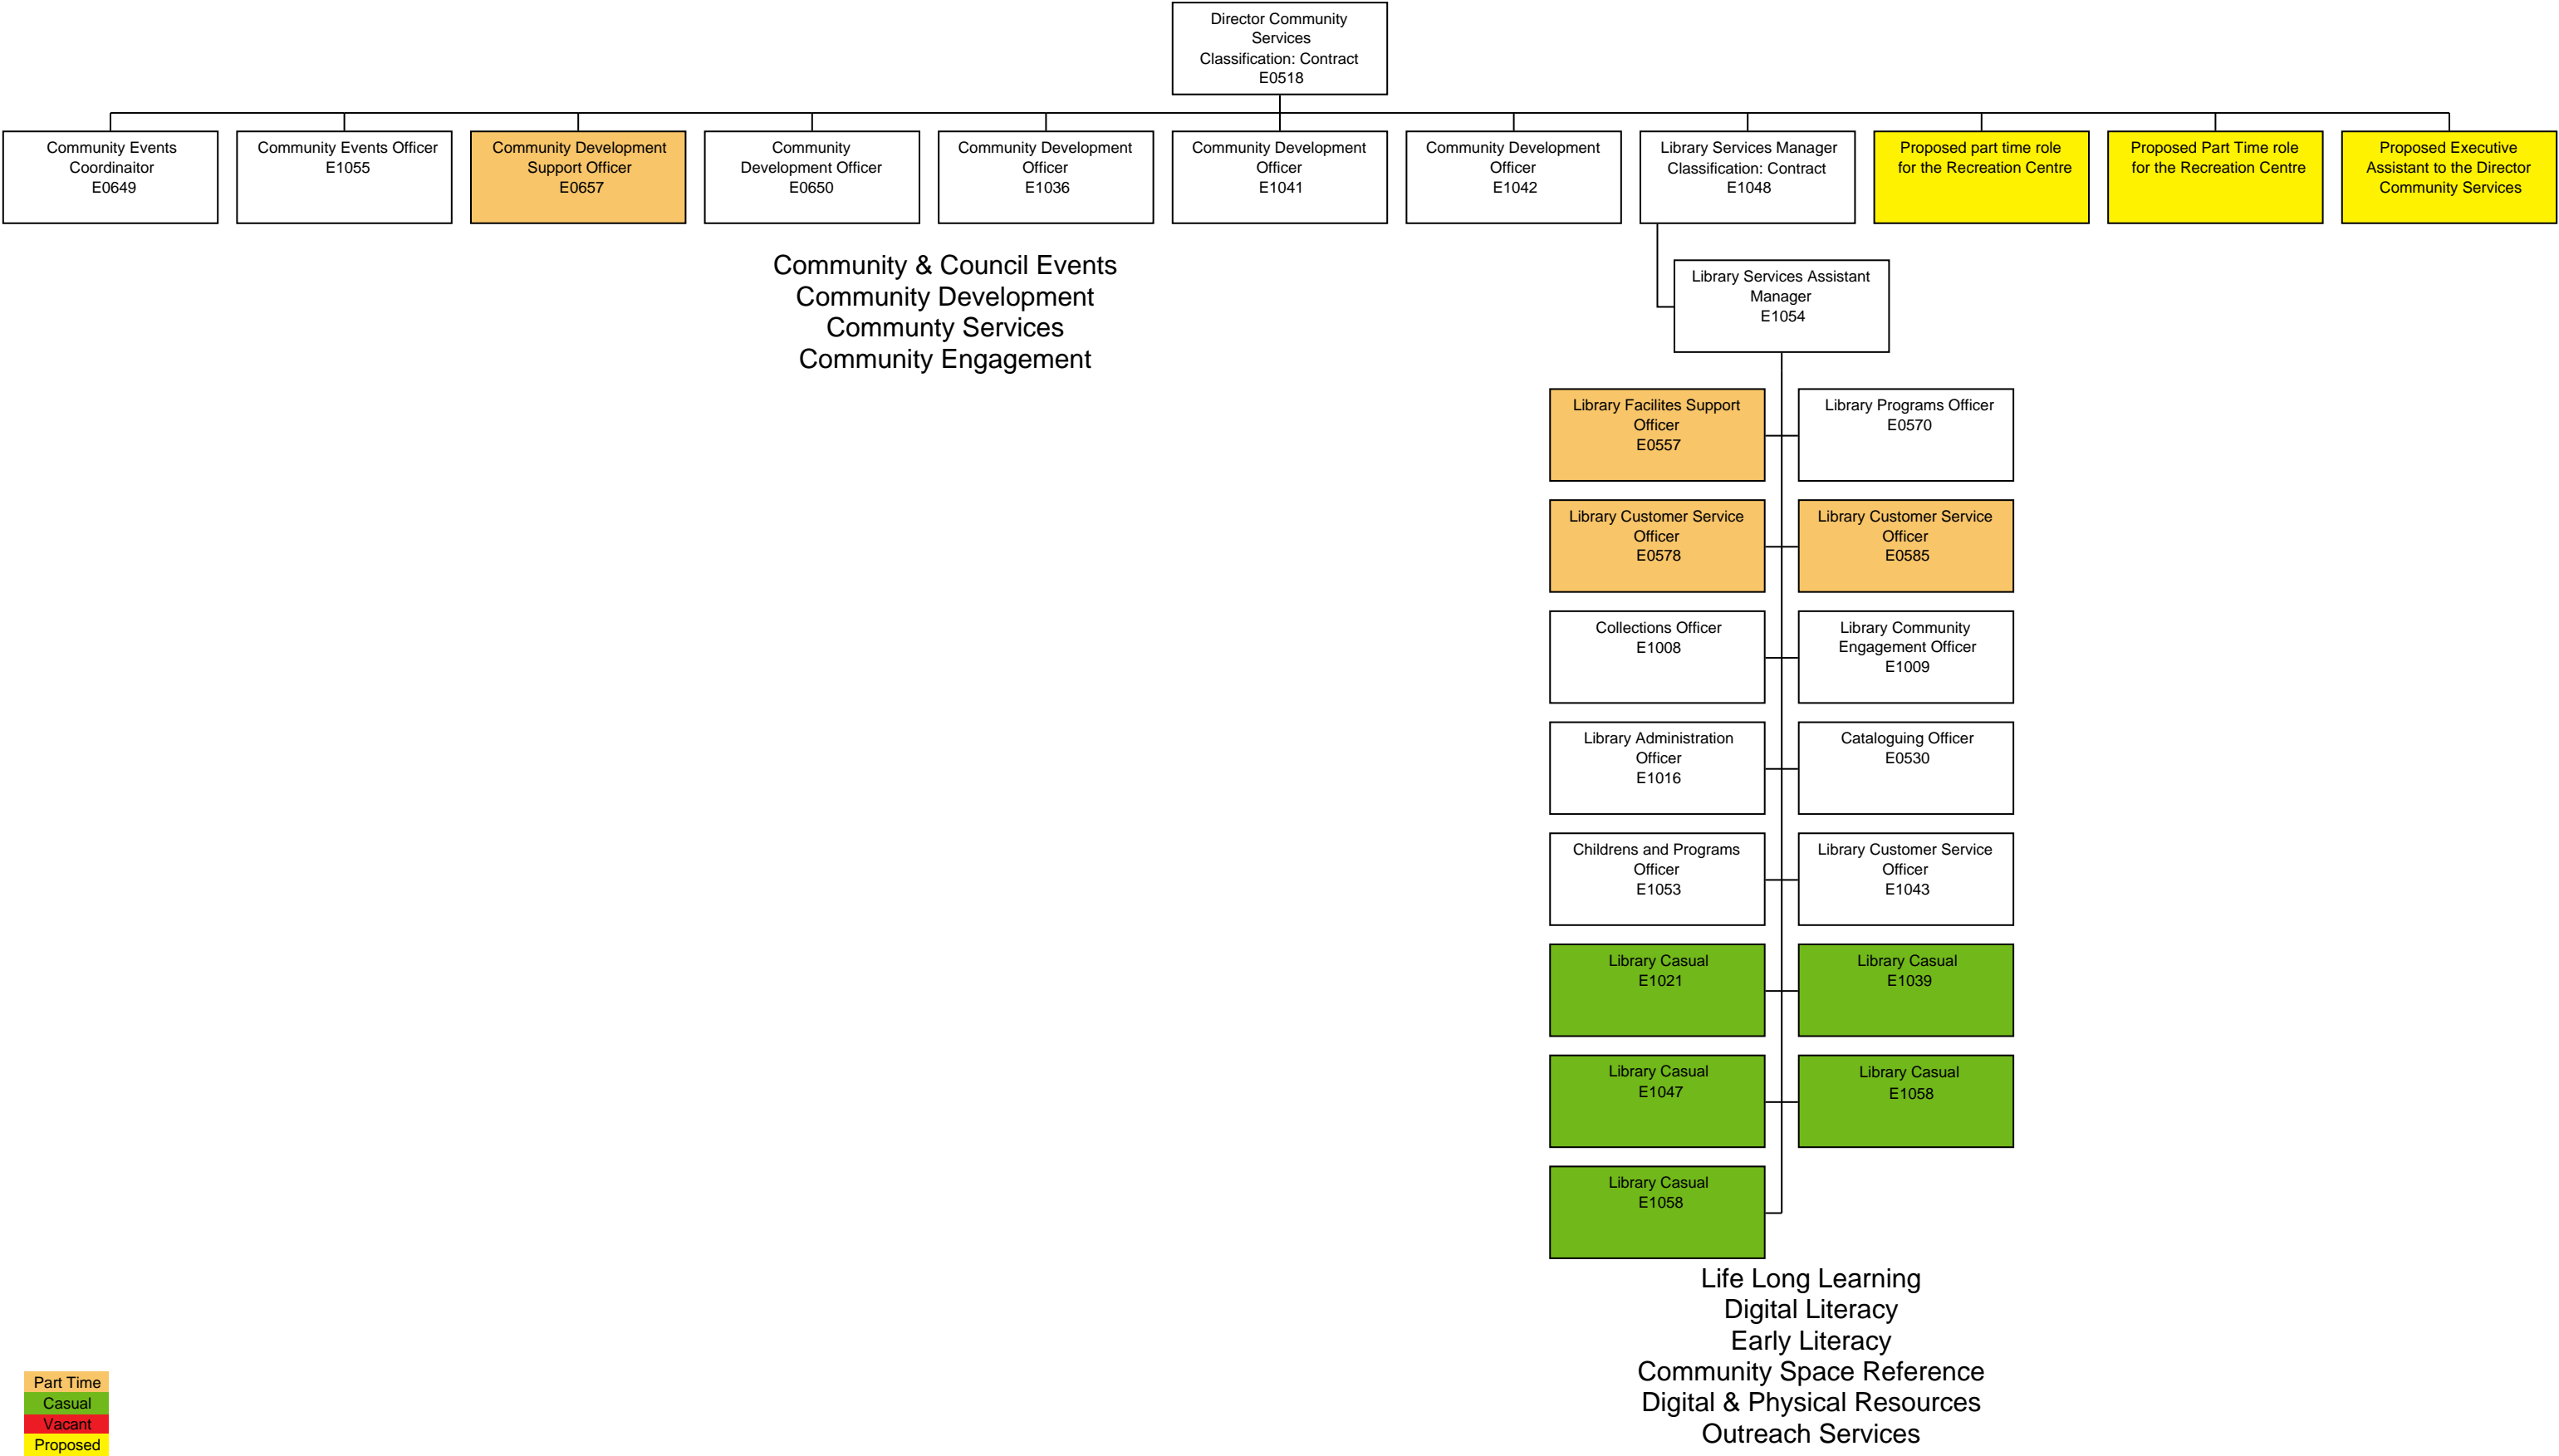 Director Community
Services
Classification: Contract
E0518
Community Events
Coordinaitor
E0649
Community Events Officer
E1055
Community Development
Support Officer
E0657
Community
Development Officer
E0650
Community Development
Officer
E1036
Community Development
Officer
E1041
Community Development
Officer
E1042
Library Services Manager
Classification: Contract
E1048
Proposed part time role
for the Recreation Centre
Proposed Part Time role
for the Recreation Centre
Proposed Executive
Assistant to the Director
Community Services
Community & Council Events
Community Development
Communty Services
Community Engagement
Library Services Assistant
Manager
E1054
Library Facilites Support
Officer
E0557
Library Programs Officer
E0570
Library Customer Service
Officer
E0578
Library Customer Service
Officer
E0585
Collections Officer
E1008
Library Community
Engagement Officer
E1009
Library Administration
Officer
E1016
Cataloguing Officer
E0530
Childrens and Programs
Officer
E1053
Library Customer Service
Officer
E1043
Library Casual
E1021
Library Casual
E1039
Library Casual
E1047
Library Casual
E1058
Library Casual
E1058
Life Long Learning
Digital Literacy
Early Literacy
Community Space Reference
Digital & Physical Resources
Outreach Services
Part Time
Casual
Vacant
Proposed